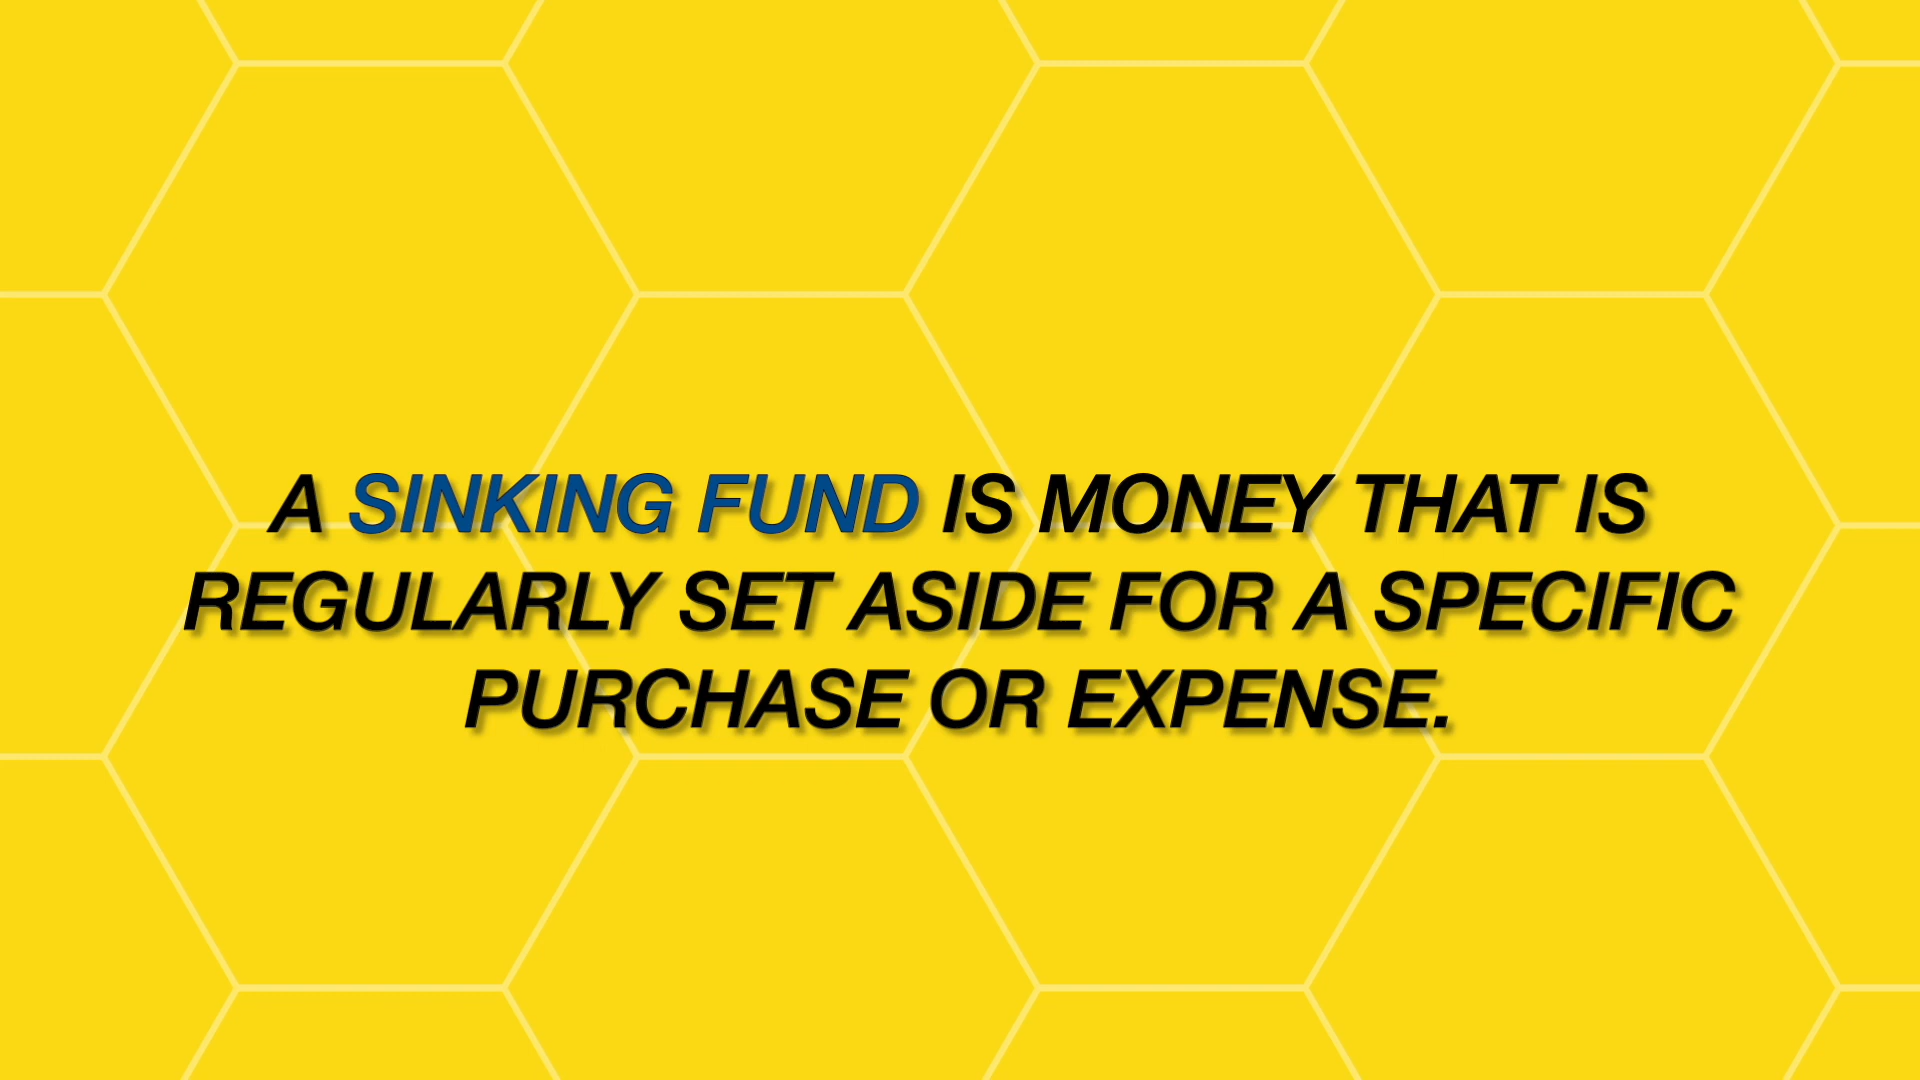 A SINKING FUND IS MONEY THAT IS
REGULARLY SET ASIDE FOR A SPECIFIC
PURCHASE OR EXPENSE.